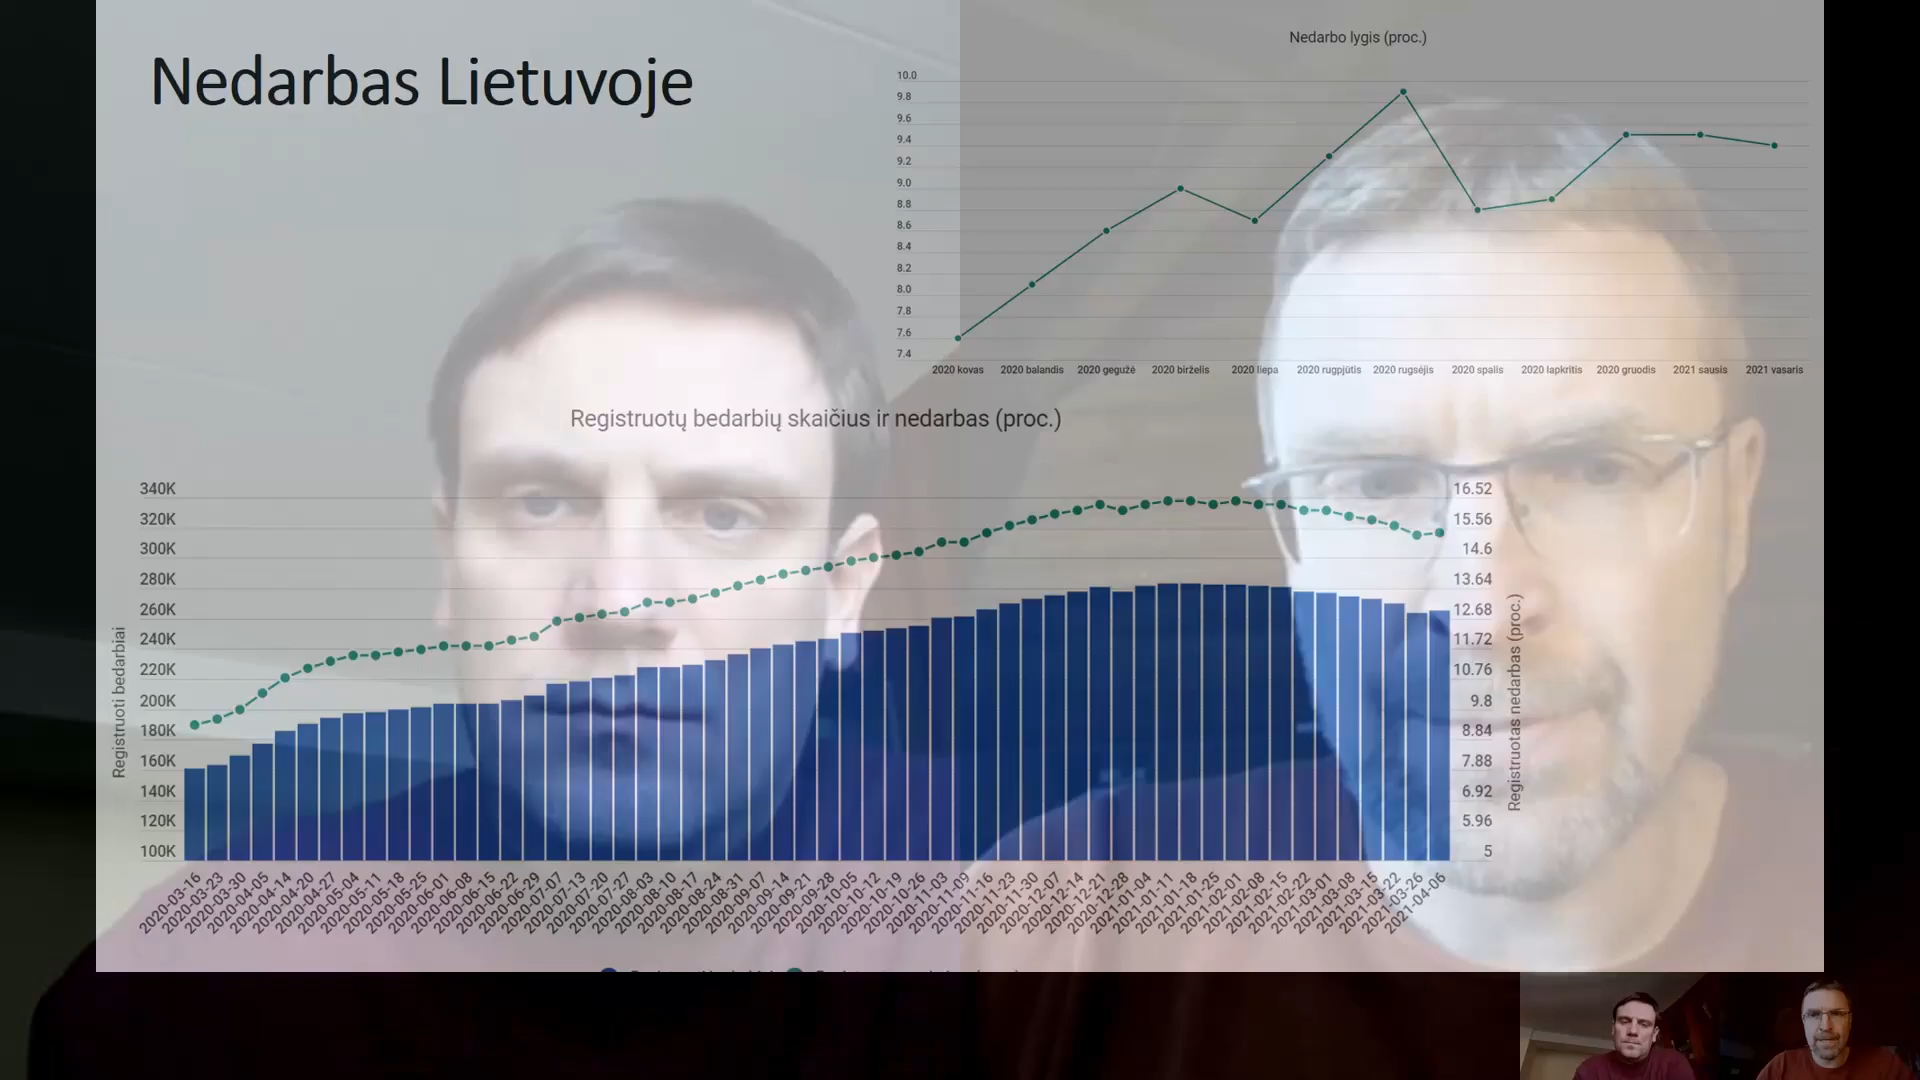 Nedarbas Lietuvoje
Nedarbo lygis (proc.)
10.0
9.8
9.6
9.4
9.2
9.0
8.8
8.6
8.4
8.2
8.0
7.8
7.6
7.4
2020 kovas 2020 balandis 2020 gegužė 2020 birželis 2020 liepa 2020 rugpjūtis 2020 rugsėjis 2020 spalis 2020 lapkritis 2020 gruodis 2021 sausis 2021 vasaris
Registruotų bedarbių skaičius ir nedarbas (proc.)
340K
320K
300K
280K
260K
240K
220K
200K
180K
160K
140K
120K
100K
Registruoti bedarbiai
16.52
15.56
14.6
13.64
12.68
11.72
10.76
9.8
8.84
7.88
6.92
5.96
5
Registruotas nedarbas (proc.)
2020-03-16 2020-03-23 2020-03-30 2020-04-05 2020-04-14 2020-04-20 2020-04-27 2020-05-04 2020-05-11 2020-05-18 2020-05-25 2020-06-01 2020-06-08 2020-06-15 2020-06-22 2020-06-29 2020-07-07 2020-07-13 2020-07-20 2020-07-27 2020-08-03 2020-08-10 2020-08-17 2020-08-24 2020-08-31 2020-09-07 2020-09-14 2020-09-21 2020-09-28 2020-10-05 2020-10-12 2020-10-19 2020-10-26 2020-11-03 2020-11-09 2020-11-16 2020-11-23 2020-11-30 2020-12-07 2020-12-14 2020-12-21 2020-12-28 2021-01-04 2021-01-11 2021-01-18 2021-01-25 2021-02-01 2021-02-08 2021-02-15 2021-02-22 2021-03-01 2021-03-08 2021-03-15 2021-03-22 2021-03-26 2021-04-06